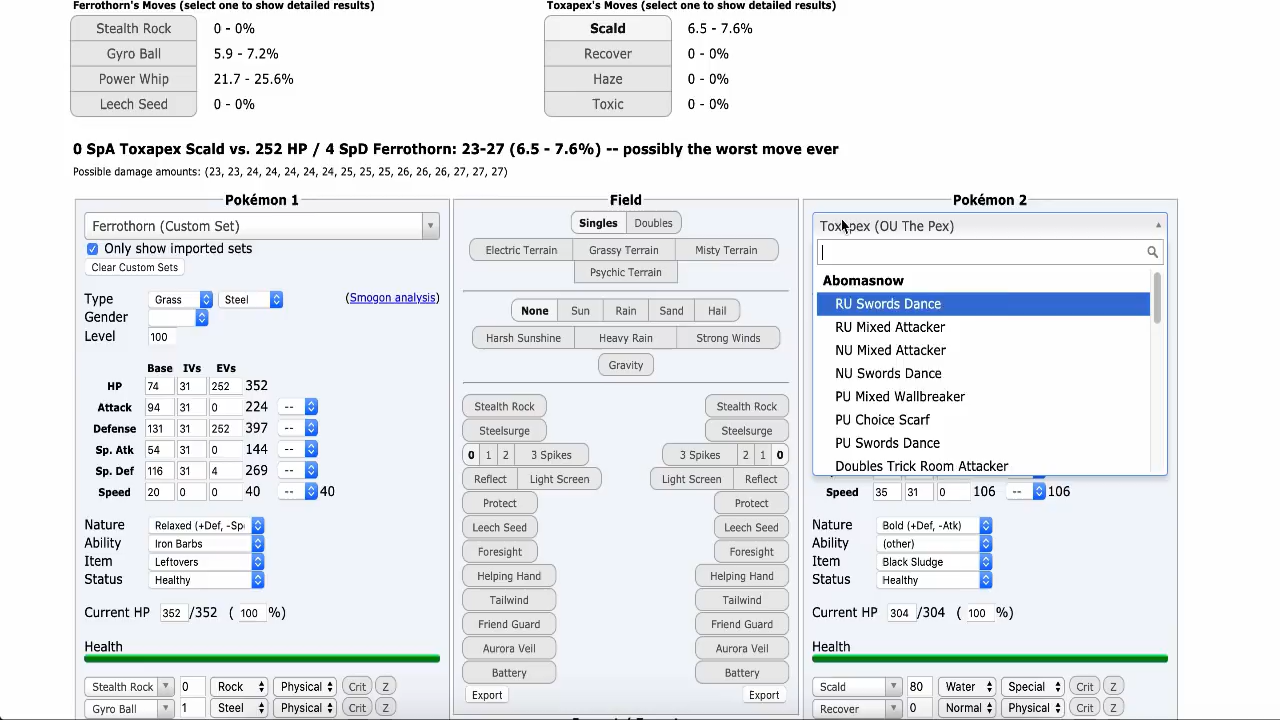 Ferrothorn's Moves (select one to show detailed results)
Toxapex's Moves (select one to show detailed results)
Stealth Rock 0 - 0%
Scald 6.5 - 7.6%
Gyro Ball 5.9 - 7.2%
Recover 0 - 0%
Power Whip 21.7 - 25.6%
Haze 0 - 0%
Leech Seed 0 - 0%
Toxic 0 - 0%
0 SpA Toxapex Scald vs. 252 HP / 4 SpD Ferrothorn: 23-27 (6.5 - 7.6%) -- possibly the worst move ever
Possible damage amounts: (23, 23, 24, 24, 24, 24, 24, 25, 25, 25, 26, 26, 26, 27, 27, 27)
Pokémon 1
Ferrothorn (Custom Set)
Only show imported sets
Clear Custom Sets
Type Grass Steel (Smogon analysis)
Gender
Level 100
Base IVs EVs
HP 74 31 252 352
Attack 94 31 0 224 --
Defense 131 31 252 397 --
Sp. Atk 54 31 0 144 --
Sp. Def 116 31 4 269 --
Speed 20 0 0 40 -- 40
Nature Relaxed (+Def, -Sp
Ability Iron Barbs
Item Leftovers
Status Healthy
Current HP 352 /352 ( 100 %)
Health
Stealth Rock 0 Rock Physical Crit Z
Gyro Ball 1 Steel Physical Crit Z
Field
Singles Doubles
Electric Terrain Grassy Terrain Misty Terrain
Psychic Terrain
None Sun Rain Sand Hail
Harsh Sunshine Heavy Rain Strong Winds
Gravity
Stealth Rock Stealth Rock
Steelsurge Steelsurge
0 1 2 3 Spikes 3 Spikes 2 1 0
Reflect Light Screen Light Screen Reflect
Protect Protect
Leech Seed Leech Seed
Foresight Foresight
Helping Hand Helping Hand
Tailwind Tailwind
Friend Guard Friend Guard
Aurora Veil Aurora Veil
Battery Battery
Export Export
Pokémon 2
Toxapex (OU The Pex)
Abomasnow
RU Swords Dance
RU Mixed Attacker
NU Mixed Attacker
NU Swords Dance
PU Mixed Wallbreaker
PU Choice Scarf
PU Swords Dance
Doubles Trick Room Attacker
Speed 35 31 0 106 -- 106
Nature Bold (+Def, -Atk)
Ability (other)
Item Black Sludge
Status Healthy
Current HP 304 /304 ( 100 %)
Health
Scald 80 Water Special Crit Z
Recover 0 Normal Physical Crit Z